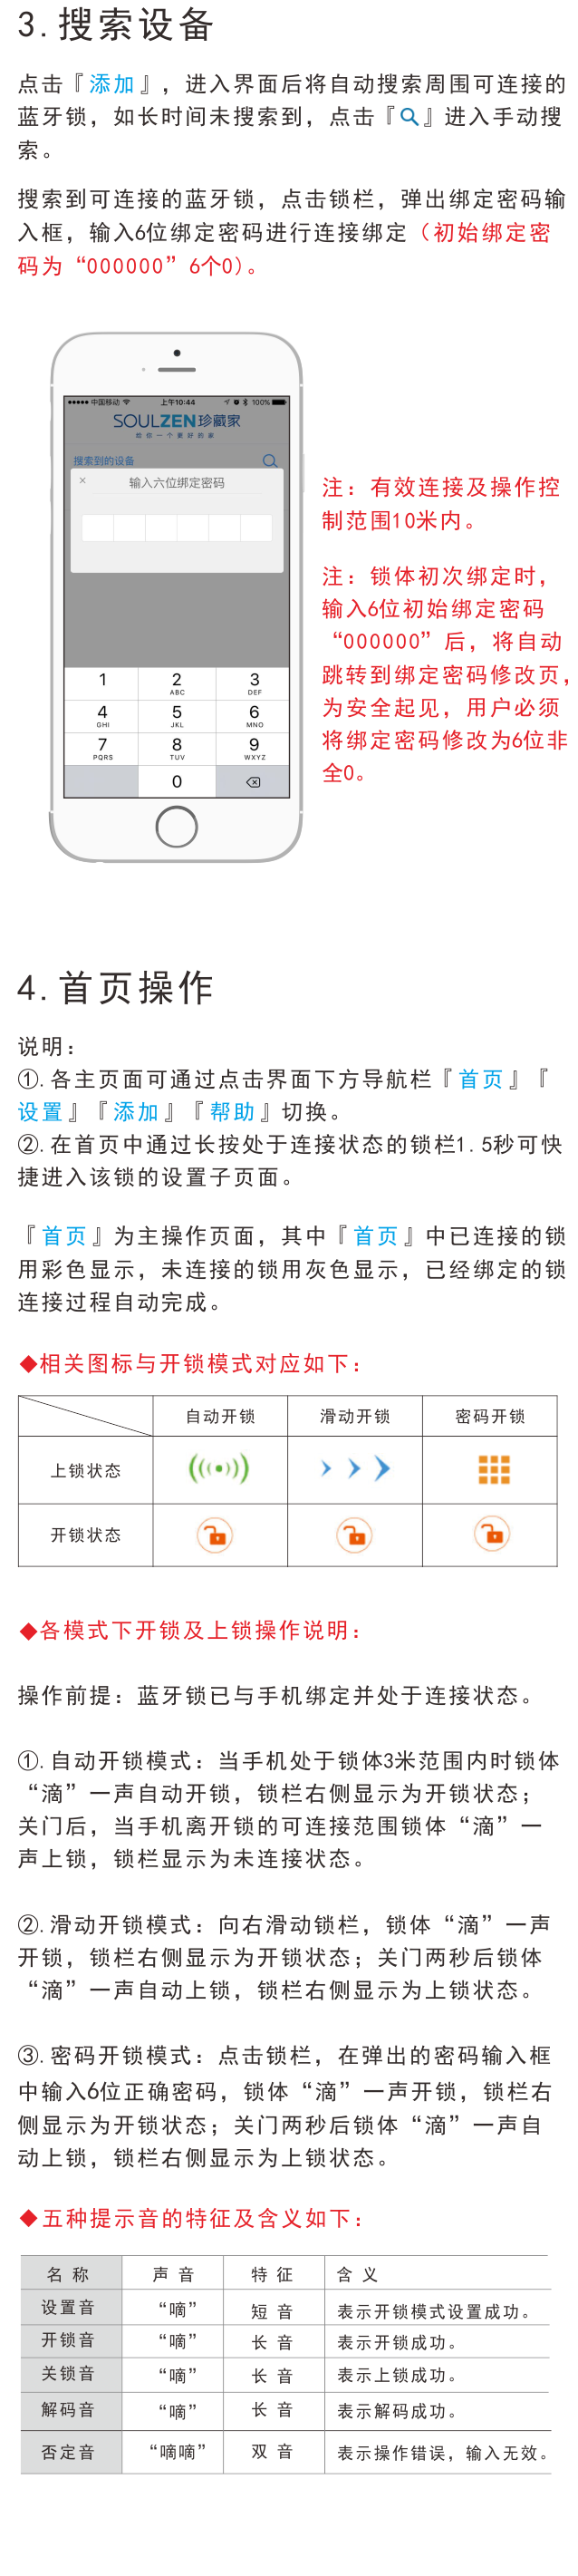 3.搜索设备
点击『添加』，进入界面后将自动搜索周围可连接的
蓝牙锁，如长时间未搜索到，点击『』进入手动搜
索。
搜索到可连接的蓝牙锁，点击锁栏，弹出绑定密码输
入框，输入6位绑定密码进行连接绑定（初始绑定密
码为“000000”6个0）。
中国移动 上午10:44 100%
SOULZEN珍藏家
给你一个更好的家
搜索到的设备
× 输入六位绑定密码
1 2 3
ABC DEF
4 5 6
GHI JKL MNO
7 8 9
PQRS TUV WXYZ
0
注：有效连接及操作控
制范围10米内。
注：锁体初次绑定时，
输入6位初始绑定密码
“000000”后，将自动
跳转到绑定密码修改页，
为安全起见，用户必须
将绑定密码修改为6位非
全0。
4.首页操作
说明：
①.各主页面可通过点击界面下方导航栏『首页』『
设置』『添加』『帮助』切换。
②.在首页中通过长按处于连接状态的锁栏1.5秒可快
捷进入该锁的设置子页面。
『首页』为主操作页面，其中『首页』中已连接的锁
用彩色显示，未连接的锁用灰色显示，已经绑定的锁
连接过程自动完成。
◆相关图标与开锁模式对应如下：
自动开锁 滑动开锁 密码开锁
上锁状态
开锁状态
◆各模式下开锁及上锁操作说明：
操作前提：蓝牙锁已与手机绑定并处于连接状态。
①.自动开锁模式：当手机处于锁体3米范围内时锁体
“滴”一声自动开锁，锁栏右侧显示为开锁状态；
关门后，当手机离开锁的可连接范围锁体“滴”一
声上锁，锁栏显示为未连接状态。
②.滑动开锁模式：向右滑动锁栏，锁体“滴”一声
开锁，锁栏右侧显示为开锁状态；关门两秒后锁体
“滴”一声自动上锁，锁栏右侧显示为上锁状态。
③.密码开锁模式：点击锁栏，在弹出的密码输入框
中输入6位正确密码，锁体“滴”一声开锁，锁栏右
侧显示为开锁状态；关门两秒后锁体“滴”一声自
动上锁，锁栏右侧显示为上锁状态。
◆五种提示音的特征及含义如下：
名称 声音 特征 含义
设置音 “嘀” 短音 表示开锁模式设置成功。
开锁音 “嘀” 长音 表示开锁成功。
关锁音 “嘀” 长音 表示上锁成功。
解码音 “嘀” 长音 表示解码成功。
否定音 “嘀嘀” 双音 表示操作错误，输入无效。